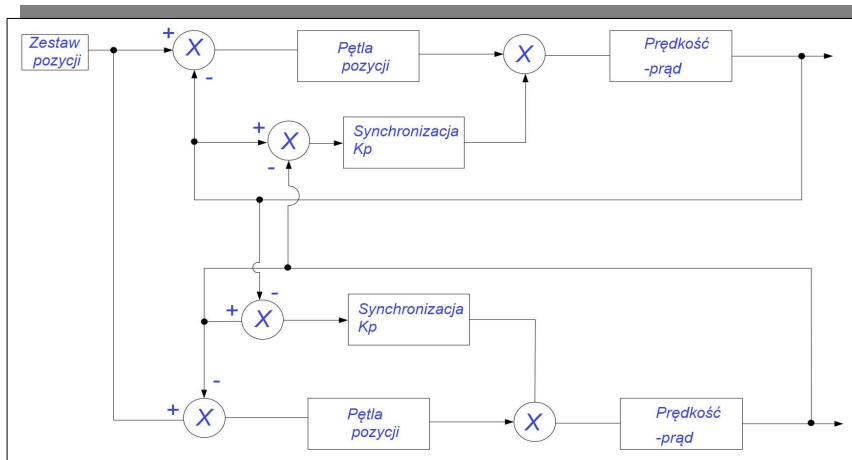 Zestaw
pozycji
+
X
-
Pętla
pozycji
X
Prędkość
-prąd
+
X
-
Synchronizacja
Kp
-
+
X
Synchronizacja
Kp
-
+
X
Pętla
pozycji
X
Prędkość
-prąd